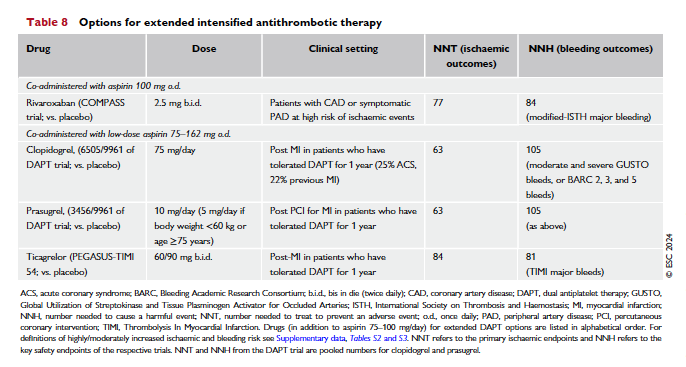 Table 8 Options for extended intensified antithrombotic therapy
Drug Dose Clinical setting NNT (ischaemic NNH (bleeding outcomes)
outcomes)
Co-administered with aspirin 100 mg o.d.
Rivaroxaban (COMPASS 2.5 mg b.i.d. Patients with CAD or symptomatic 77 84
trial; vs. placebo) PAD at high risk of ischaemic events (modified-ISTH major bleeding)
Co-administered with low-dose aspirin 75–162 mg o.d.
Clopidogrel, (6505/9961 of 75 mg/day Post MI in patients who have 63 105
DAPT trial; vs. placebo) tolerated DAPT for 1 year (25% ACS, (moderate and severe GUSTO
22% previous MI) bleeds, or BARC 2, 3, and 5
bleeds)
Prasugrel, (3456/9961 of 10 mg/day (5 mg/day if Post PCI for MI in patients who have 63 105
DAPT trial; vs. placebo) body weight <60 kg or tolerated DAPT for 1 year (as above)
age ≥75 years)
Ticagrelor (PEGASUS-TIMI 60/90 mg b.i.d. Post-MI in patients who have 84 81
54; vs. placebo) tolerated DAPT for 1 year (TIMI major bleeds)
© ESC 2024
ACS, acute coronary syndrome; BARC, Bleeding Academic Research Consortium; b.i.d., bis in die (twice daily); CAD, coronary artery disease; DAPT, dual antiplatelet therapy; GUSTO,
Global Utilization of Streptokinase and Tissue Plasminogen Activator for Occluded Arteries; ISTH, International Society on Thrombosis and Haemostasis; MI, myocardial infarction;
NNH, number needed to cause a harmful event; NNT, number needed to treat to prevent an adverse event; o.d., once daily; PAD, peripheral artery disease; PCI, percutaneous
coronary intervention; TIMI, Thrombolysis In Myocardial Infarction. Drugs (in addition to aspirin 75–100 mg/day) for extended DAPT options are listed in alphabetical order. For
definitions of highly/moderately increased ischaemic and bleeding risk see Supplementary data, Tables S2 and S3. NNT refers to the primary ischaemic endpoints and NNH refers to the
key safety endpoints of the respective trials. NNT and NNH from the DAPT trial are pooled numbers for clopidogrel and prasugrel.